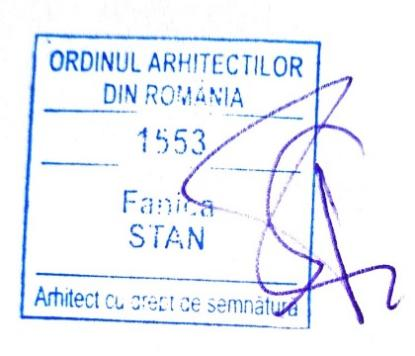 ORDINUL ARHITECTILOR
DIN ROMÂNIA
1553
Fanica
STAN
Arhitect cu drept de semnătură